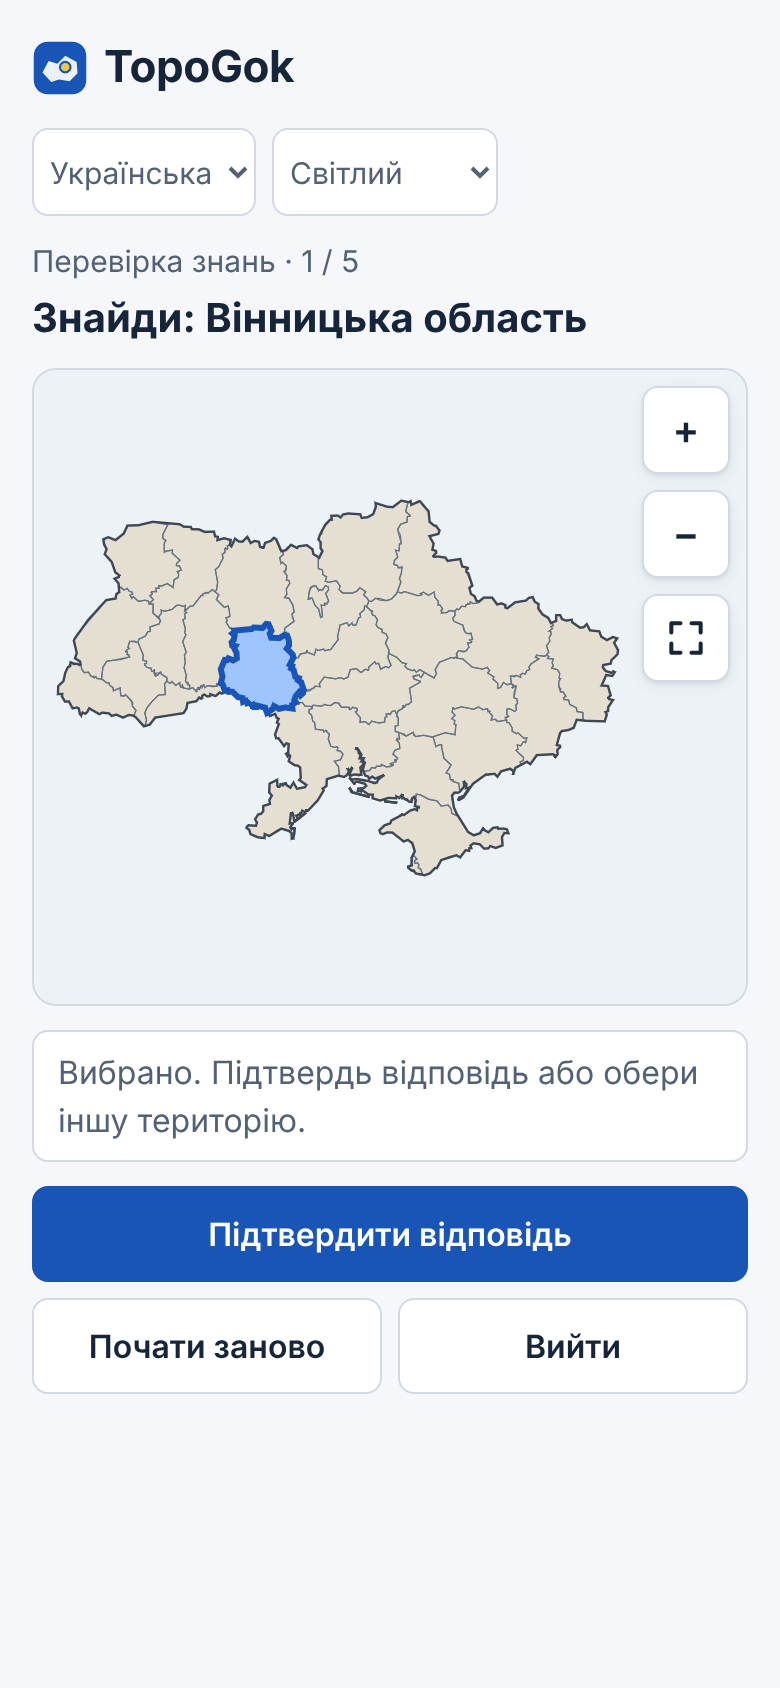 TopoGok
Українська
Світлий
Перевірка знань · 1 / 5
Знайди: Вінницька область
+
−
Вибрано. Підтвердь відповідь або обери
іншу територію.
Підтвердити відповідь
Почати заново
Вийти